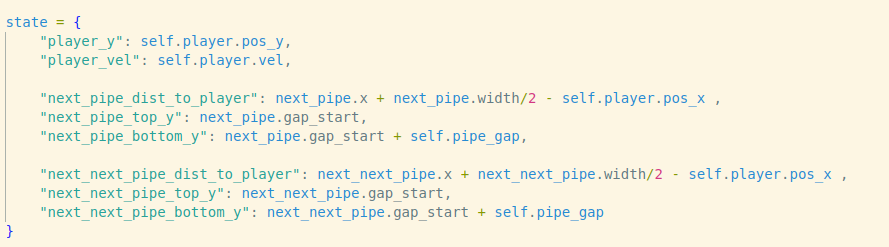 state = {
    "player_y": self.player.pos_y,
    "player_vel": self.player.vel,
    "next_pipe_dist_to_player": next_pipe.x + next_pipe.width/2 - self.player.pos_x ,
    "next_pipe_top_y": next_pipe.gap_start,
    "next_pipe_bottom_y": next_pipe.gap_start + self.pipe_gap,
    "next_next_pipe_dist_to_player": next_next_pipe.x + next_next_pipe.width/2 - self.player.pos_x ,
    "next_next_pipe_top_y": next_next_pipe.gap_start,
    "next_next_pipe_bottom_y": next_next_pipe.gap_start + self.pipe_gap
}